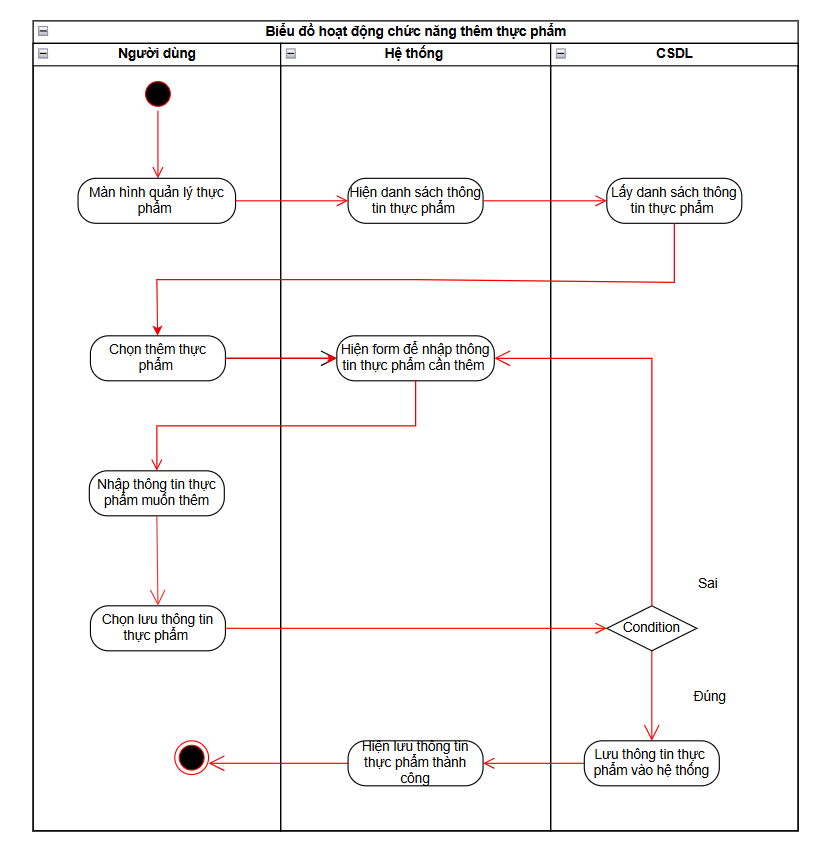 Biểu đồ hoạt động chức năng thêm thực phẩm
Người dùng
Hệ thống
CSDL
Màn hình quản lý thực
phẩm
Hiện danh sách thông
tin thực phẩm
Lấy danh sách thông
tin thực phẩm
Chọn thêm thực
phẩm
Hiện form để nhập thông
tin thực phẩm cần thêm
Nhập thông tin thực
phẩm muốn thêm
Sai
Chọn lưu thông tin
thực phẩm
Condition
Đúng
Lưu thông tin thực
phẩm vào hệ thống
Hiện lưu thông tin
thực phẩm thành
công